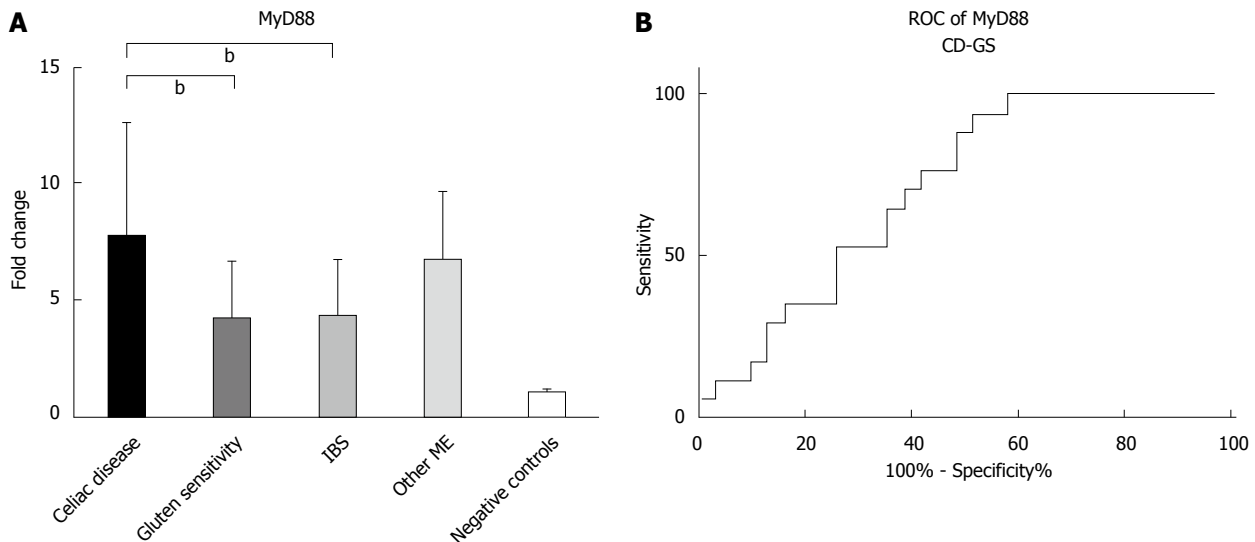 A
MyD88
b
b
15
10
5
0
Fold change
Celiac disease
Gluten sensitivity
IBS
Other ME
Negative controls
B
ROC of MyD88
CD-GS
100
50
0
Sensitivity
0 20 40 60 80 100
100% - Specificity%